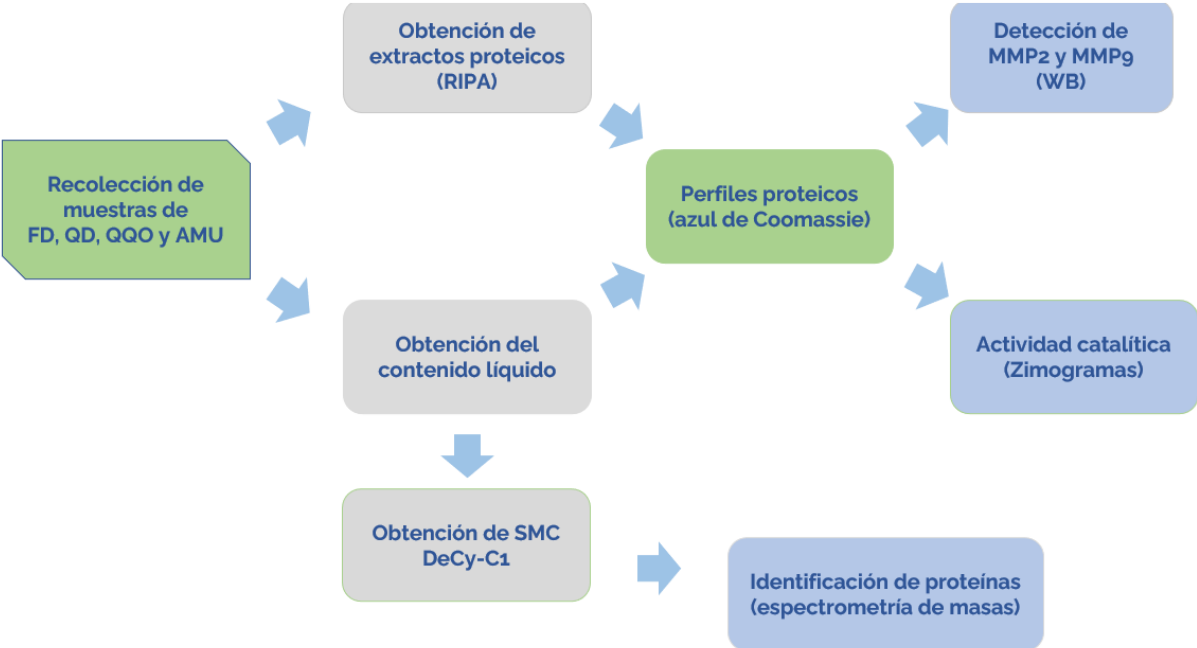 Obtención de
extractos proteicos
(RIPA)
Detección de
MMP2 y MMP9
(WB)
Recolección de
muestras de
FD, QD, QQO y AMU
Perfiles proteicos
(azul de Coomassie)
Obtención del
contenido líquido
Actividad catalítica
(Zimogramas)
Obtención de SMC
DeCy-C1
Identificación de proteínas
(espectrometría de masas)